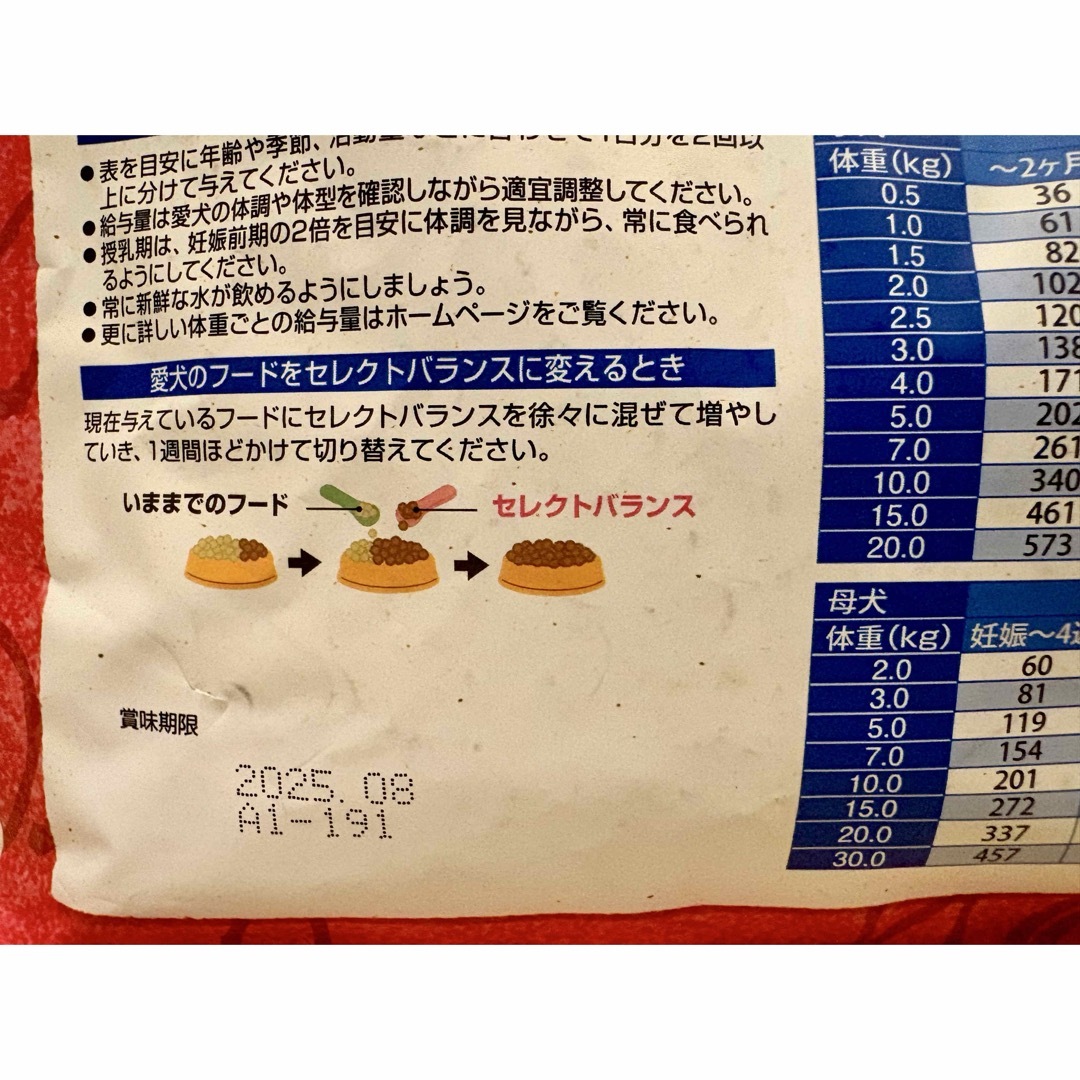 ●表を目安に年齢や季節、活動量などに合わせて1日分を2回以
上に分けて与えてください。
●給与量は愛犬の体調や体型を確認しながら適宜調整してください。
●授乳期は、妊娠前期の2倍を目安に体調を見ながら、常に食べられ
るようにしてください。
●常に新鮮な水が飲めるようにしましょう。
●更に詳しい体重ごとの給与量はホームページをご覧ください。
愛犬のフードをセレクトバランスに変えるとき
現在与えているフードにセレクトバランスを徐々に混ぜて増やし
ていき、1週間ほどかけて切り替えてください。
いままでのフード セレクトバランス
賞味期限
2025.08
A1-191
体重(kg) ~2ヶ月
0.5 36
1.0 61
1.5 82
2.0 102
2.5 120
3.0 138
4.0 171
5.0 202
7.0 261
10.0 340
15.0 461
20.0 573
母犬
体重(kg) 妊娠~4週
2.0 60
3.0 81
5.0 119
7.0 154
10.0 201
15.0 272
20.0 337
30.0 457